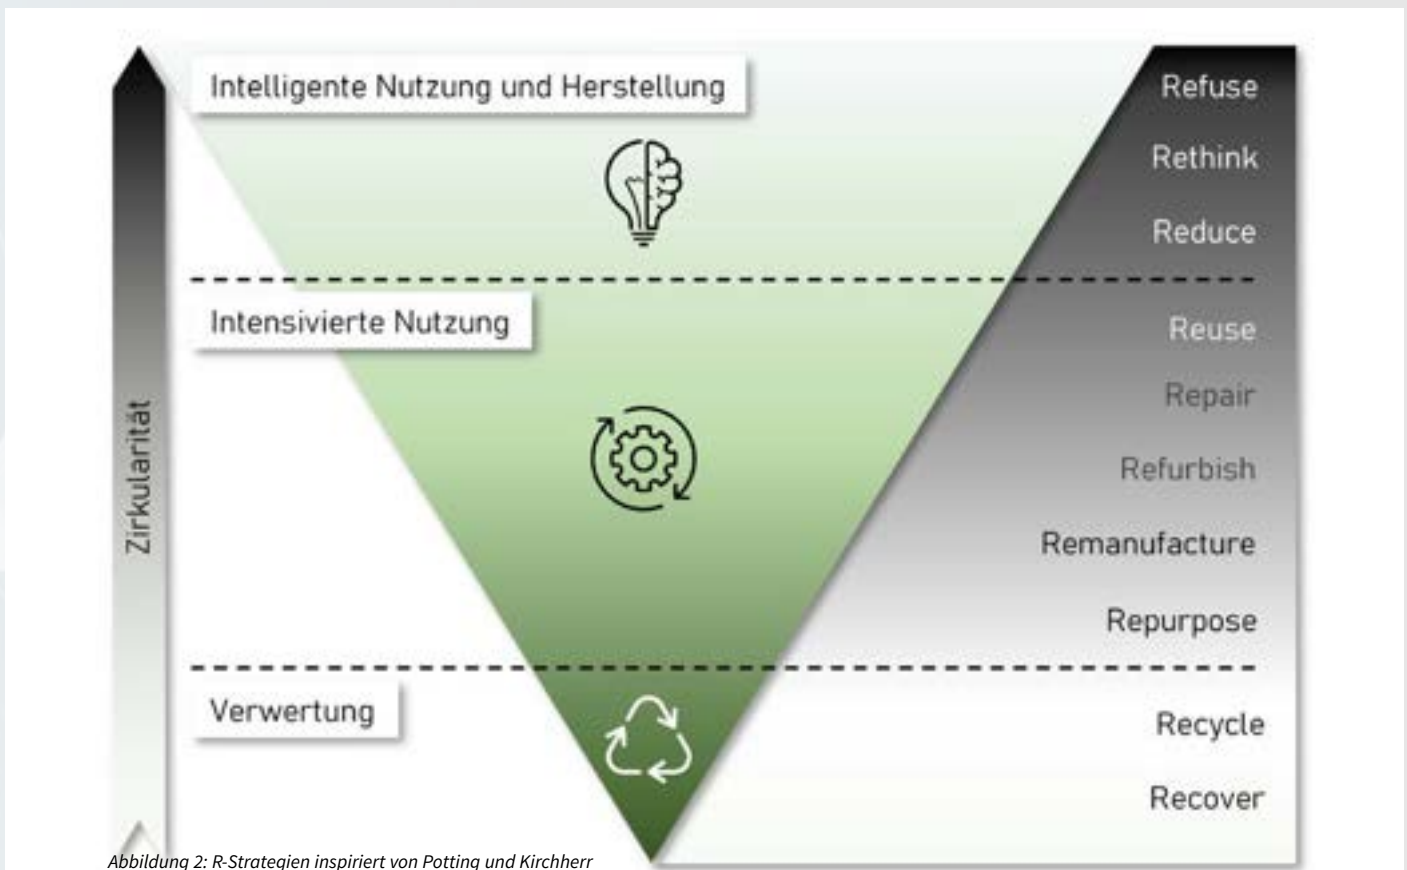 Intelligente Nutzung und Herstellung
Refuse
Rethink
Reduce
Intensivierte Nutzung
Reuse
Repair
Refurbish
Remanufacture
Repurpose
Zirkularität
Verwertung
Recycle
Recover
Abbildung 2: R-Strategien inspiriert von Potting und Kirchherr